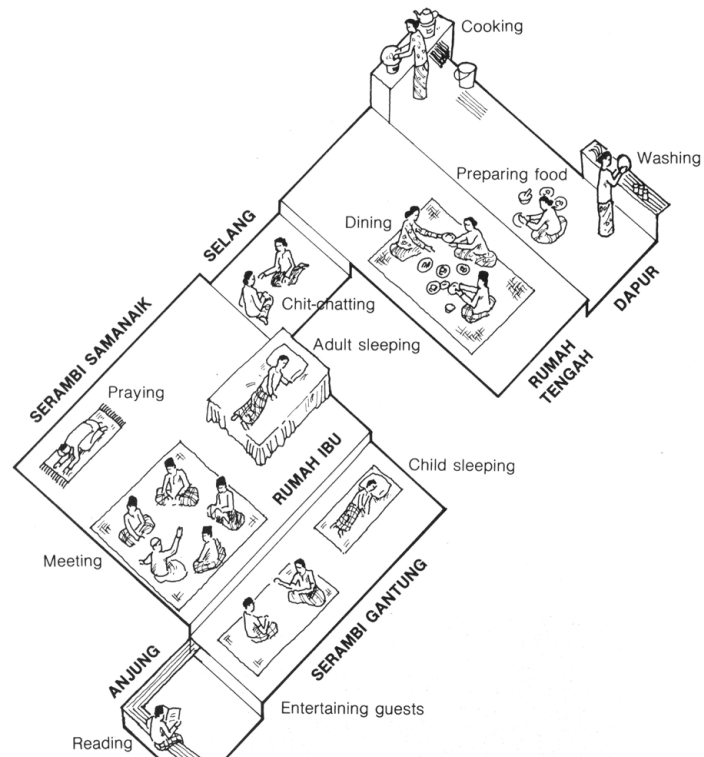 Cooking
Washing
Preparing food
Dining
SELANG
DAPUR
Chit-chatting
SERAMBI SAMANAIK
Adult sleeping
RUMAH
TENGAH
Praying
RUMAH IBU
Child sleeping
Meeting
SERAMBI GANTUNG
ANJUNG
Entertaining guests
Reading